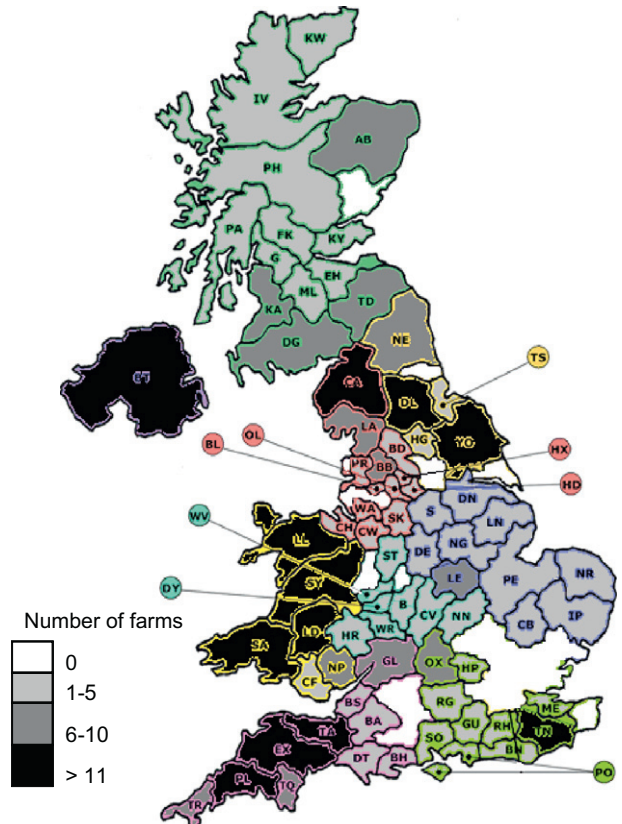 KW
IV
AB
PH
PA
FK
KY
G
EH
ML
KA
TD
DG
NE
BT
CA
TS
DL
LA
HG
YO
OL
BL
PR
BB
BD
HX
HD
WA
CH
CW
SK
S
DN
LN
WV
LL
ST
DE
NG
SY
LE
PE
NR
DY
B
CV
NN
CB
IP
Number of farms
SA
LD
HR
WR
0
CF
NP
GL
OX
HP
1-5
BS
RG
ME
6-10
BA
TA
GU
RH
TN
EX
SO
BN
> 11
DT
BH
PL
TQ
PO
TR